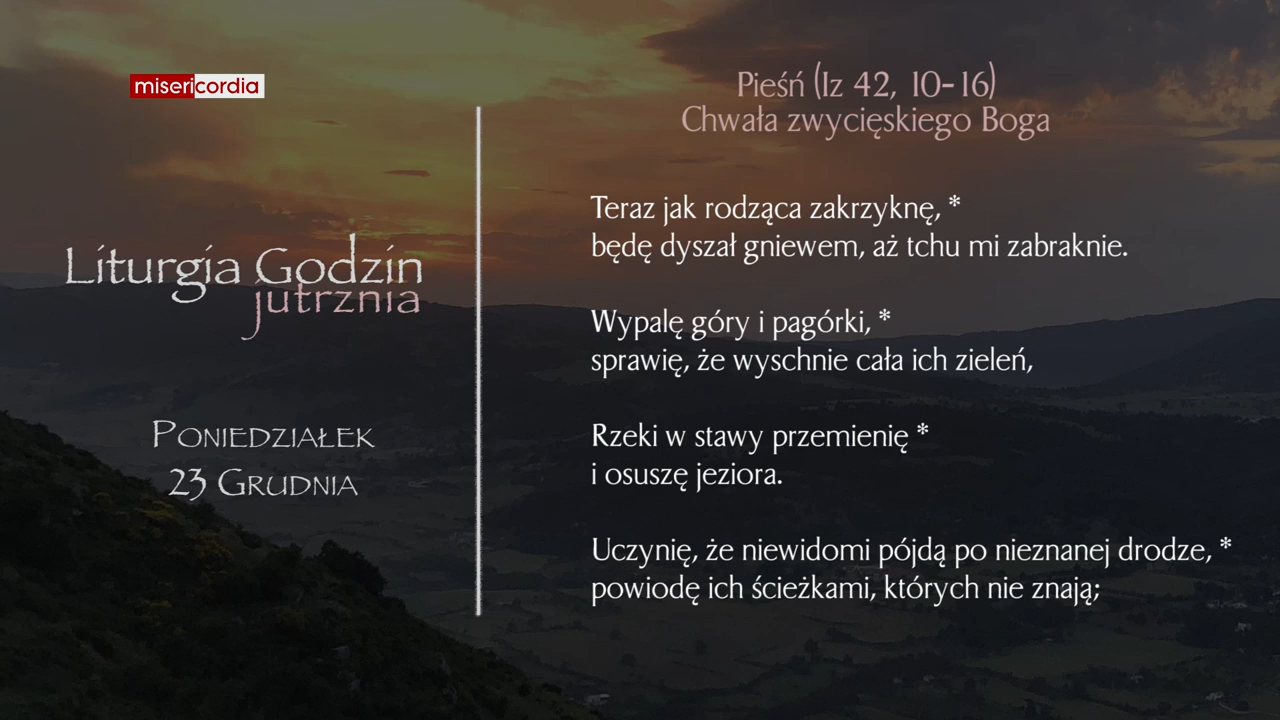 misericordia
Liturgia Godzin
jutrznia
Poniedziałek
23 Grudnia
Pieśń (Iz 42, 10-16)
Chwała zwycięskiego Boga
Teraz jak rodząca zakrzyknę, *
będę dyszał gniewem, aż tchu mi zabraknie.
Wypalę góry i pagórki, *
sprawię, że wyschnie cała ich zieleń,
Rzeki w stawy przemienię *
i osuszę jeziora.
Uczynię, że niewidomi pójdą po nieznanej drodze, *
powiodę ich ścieżkami, których nie znają;